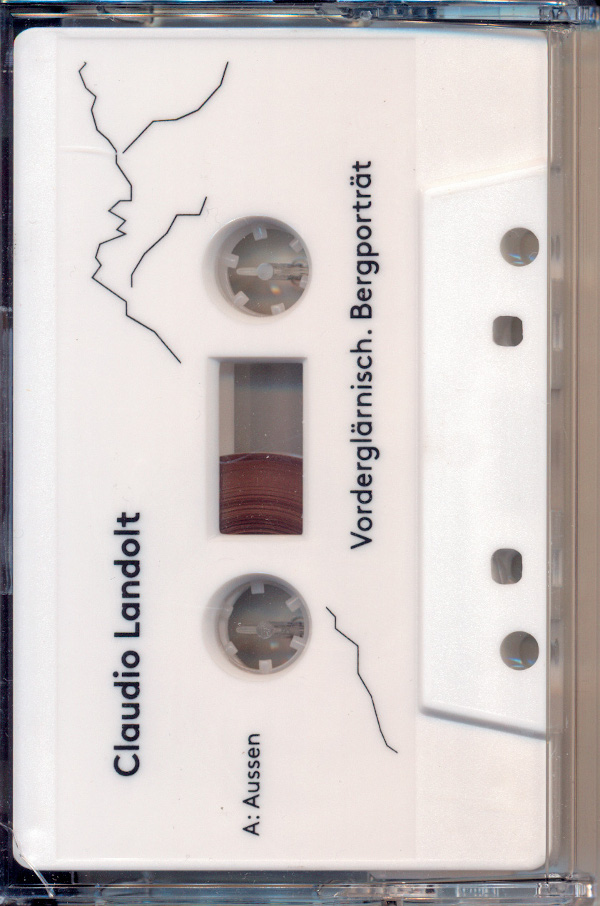 Claudio Landolt
A: Aussen
Vorderglärnisch. Bergporträt